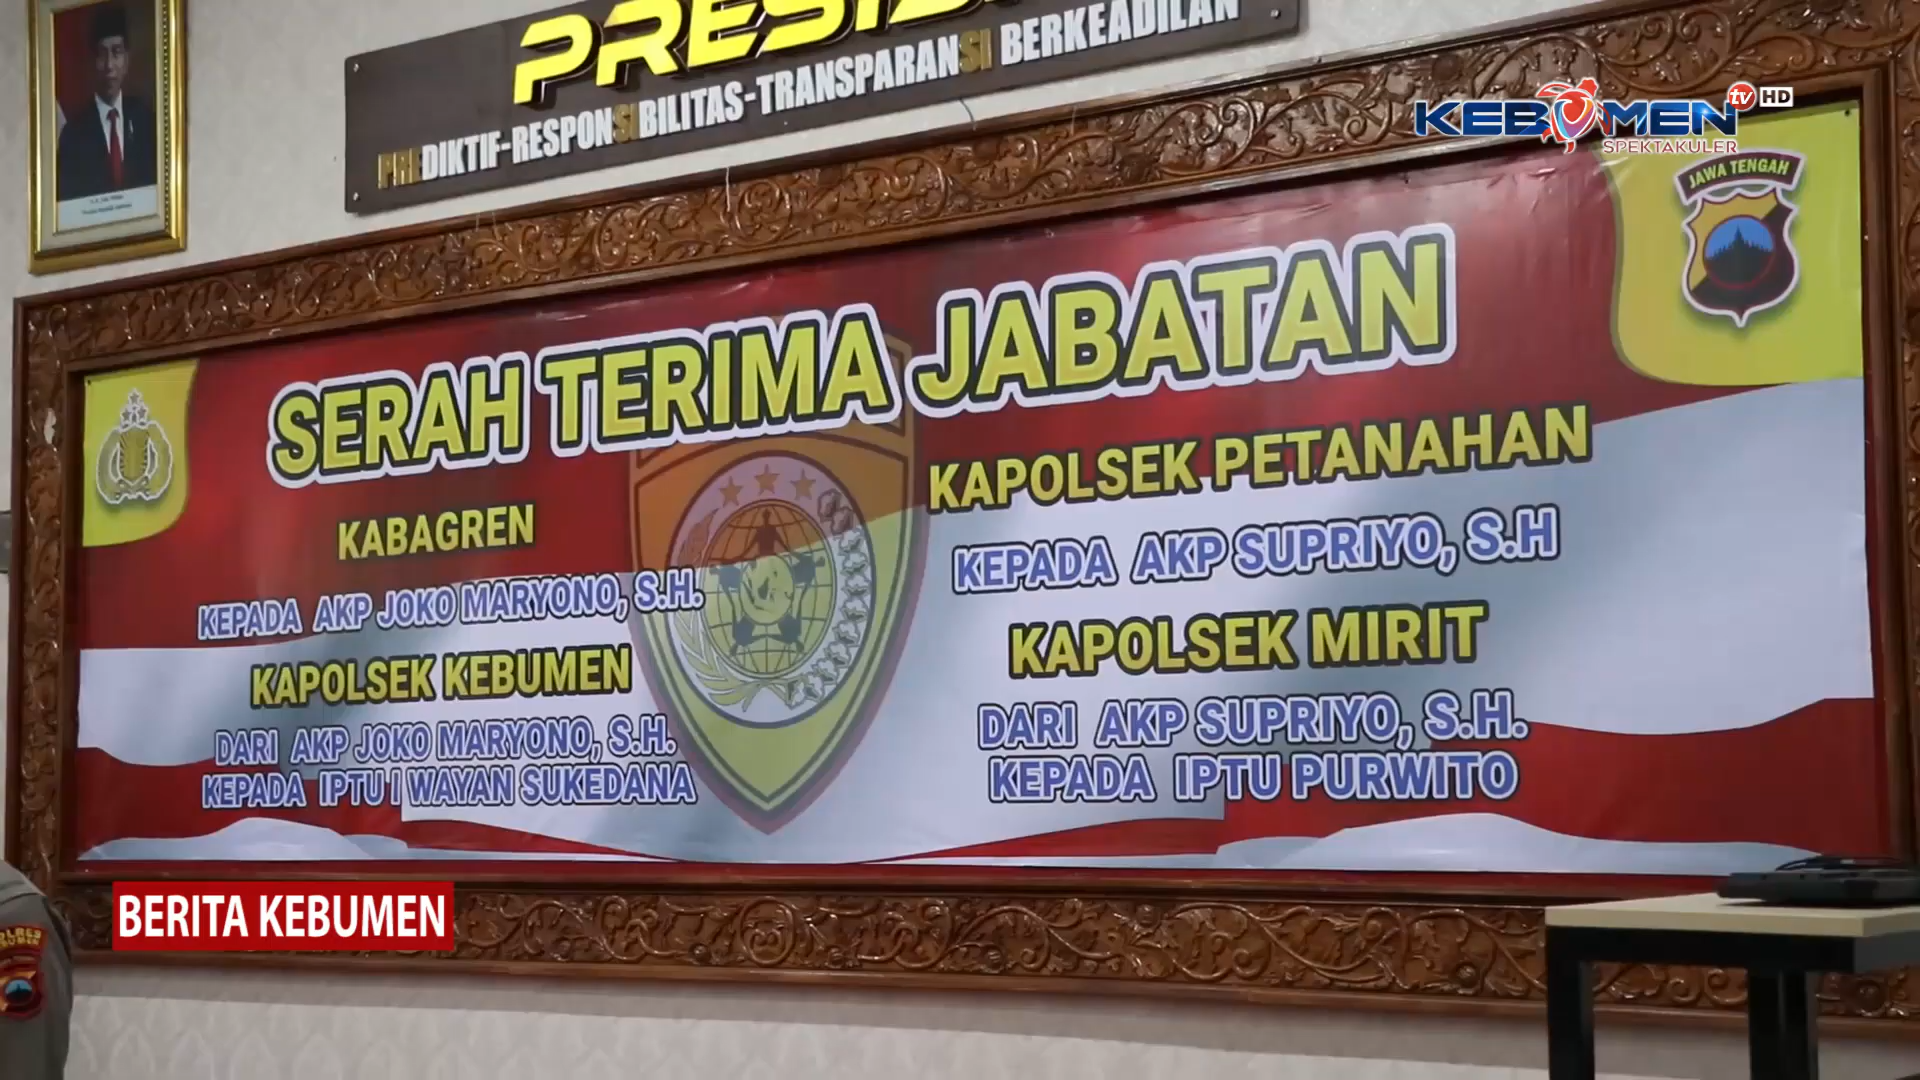 PREDIKTIF-RESPONSIBILITAS-TRANSPARANSI BERKEADILAN
KEBUMEN tv HD
SPEKTAKULER
JAWA TENGAH
SERAH TERIMA JABATAN
KABAGREN
KEPADA AKP JOKO MARYONO, S.H.
KAPOLSEK KEBUMEN
DARI AKP JOKO MARYONO, S.H.
KEPADA IPTU I WAYAN SUKEDANA
KAPOLSEK PETANAHAN
KEPADA AKP SUPRIYO, S.H
KAPOLSEK MIRIT
DARI AKP SUPRIYO, S.H.
KEPADA IPTU PURWITO
BERITA KEBUMEN